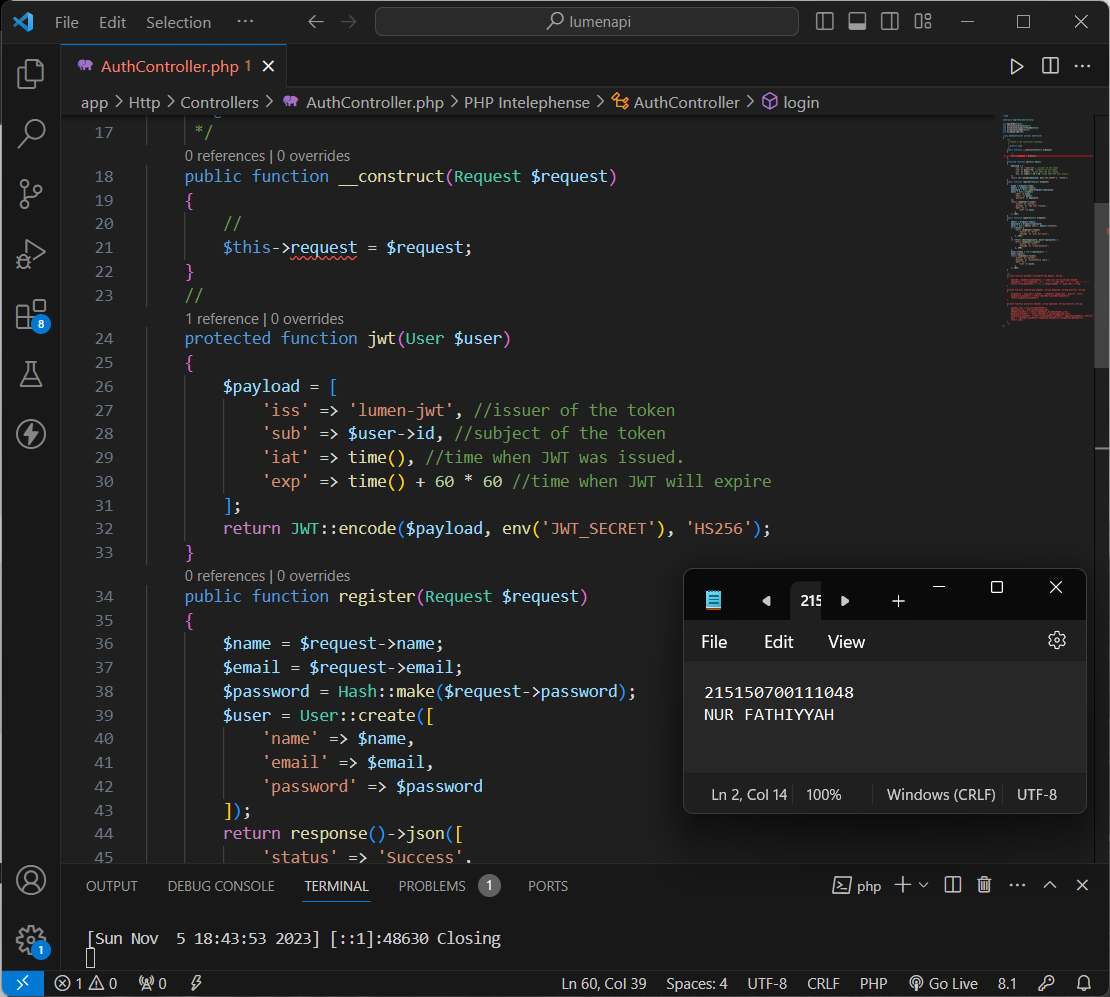 File Edit Selection ··· lumenapi
AuthController.php 1
app > Http > Controllers > AuthController.php > PHP Intelephense > AuthController > login
17 */
0 references | 0 overrides
18 public function __construct(Request $request)
19 {
20 //
21 $this->request = $request;
22 }
23 //
1 reference | 0 overrides
24 protected function jwt(User $user)
25 {
26 $payload = [
27 'iss' => 'lumen-jwt', //issuer of the token
28 'sub' => $user->id, //subject of the token
29 'iat' => time(), //time when JWT was issued.
30 'exp' => time() + 60 * 60 //time when JWT will expire
31 ];
32 return JWT::encode($payload, env('JWT_SECRET'), 'HS256');
33 }
0 references | 0 overrides
34 public function register(Request $request)
35 {
36 $name = $request->name;
37 $email = $request->email;
38 $password = Hash::make($request->password);
39 $user = User::create([
40 'name' => $name,
41 'email' => $email,
42 'password' => $password
43 ]);
44 return response()->json([
45 'status' => 'Success',
215
File Edit View
215150700111048
NUR FATHIYYAH
Ln 2, Col 14 100% Windows (CRLF) UTF-8
8
1
OUTPUT DEBUG CONSOLE TERMINAL PROBLEMS 1 PORTS php
[Sun Nov  5 18:43:53 2023] [::1]:48630 Closing
1 0 0 Ln 60, Col 39 Spaces: 4 UTF-8 CRLF PHP Go Live 8.1